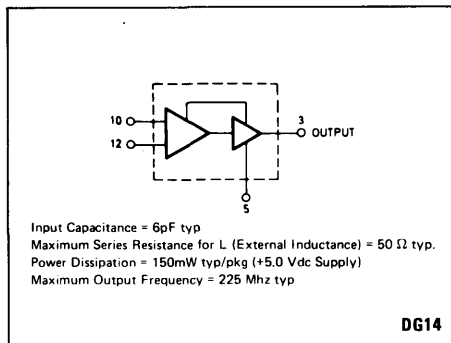 10
12
3 OUTPUT
5
Input Capacitance = 6pF typ
Maximum Series Resistance for L (External Inductance) = 50 Ω typ.
Power Dissipation = 150mW typ/pkg (+5.0 Vdc Supply)
Maximum Output Frequency = 225 Mhz typ
DG14